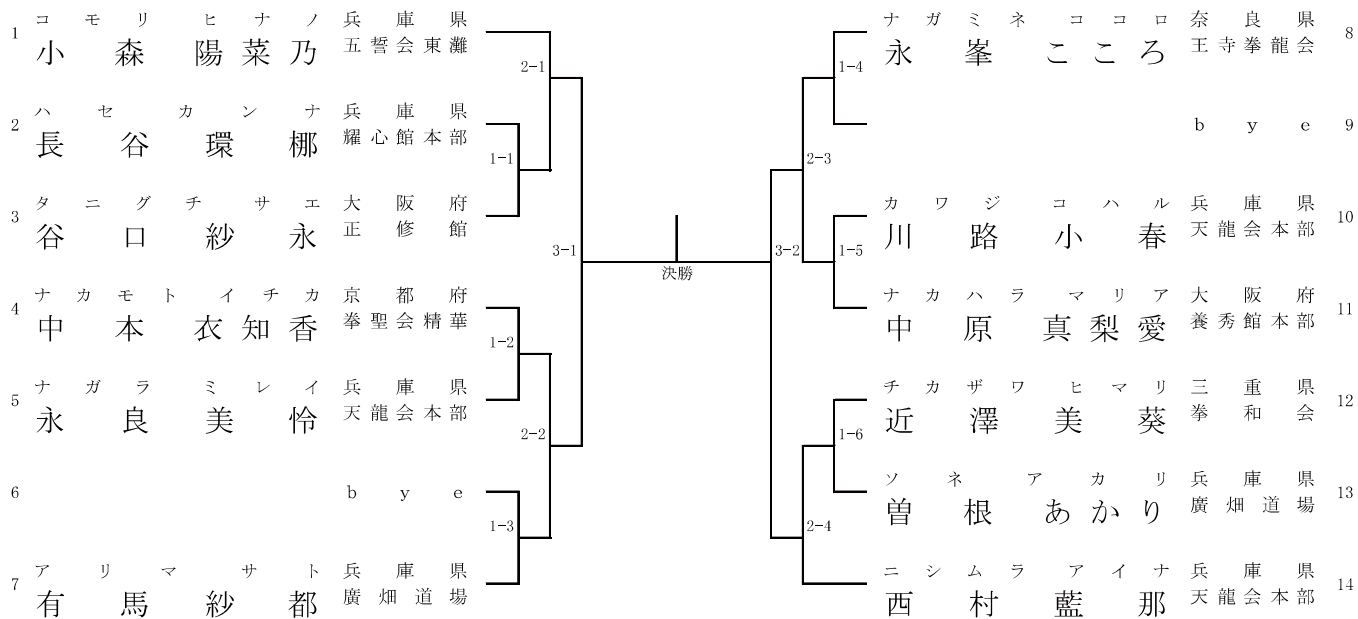 1 コモリ ヒナノ 兵庫県
小森 陽菜乃 五誓会東灘
2-1
2 ハセ カンナ 兵庫県
長谷 環梛 耀心館本部
1-1
3 タニグチ サエ 大阪府
谷口 紗永 正修館
3-1
4 ナカモト イチカ 京都府
中本 衣知香 拳聖会精華
1-2
5 ナガラ ミレイ 兵庫県
永良 美怜 天龍会本部
2-2
6 bye
1-3
7 アリマ サト 兵庫県
有馬 紗都 廣畑道場
決勝
ナガミネ ココロ 奈良県 8
永峯 こころ 王寺拳龍会
1-4
bye 9
2-3
カワジ コハル 兵庫県 10
川路 小春 天龍会本部
1-5
3-2
ナカハラ マリア 大阪府 11
中原 真梨愛 養秀館本部
チカザワ ヒマリ 三重県 12
近澤 美葵 拳和会
1-6
ソネ アカリ 兵庫県 13
曽根 あかり 廣畑道場
2-4
ニシムラ アイナ 兵庫県 14
西村 藍那 天龍会本部